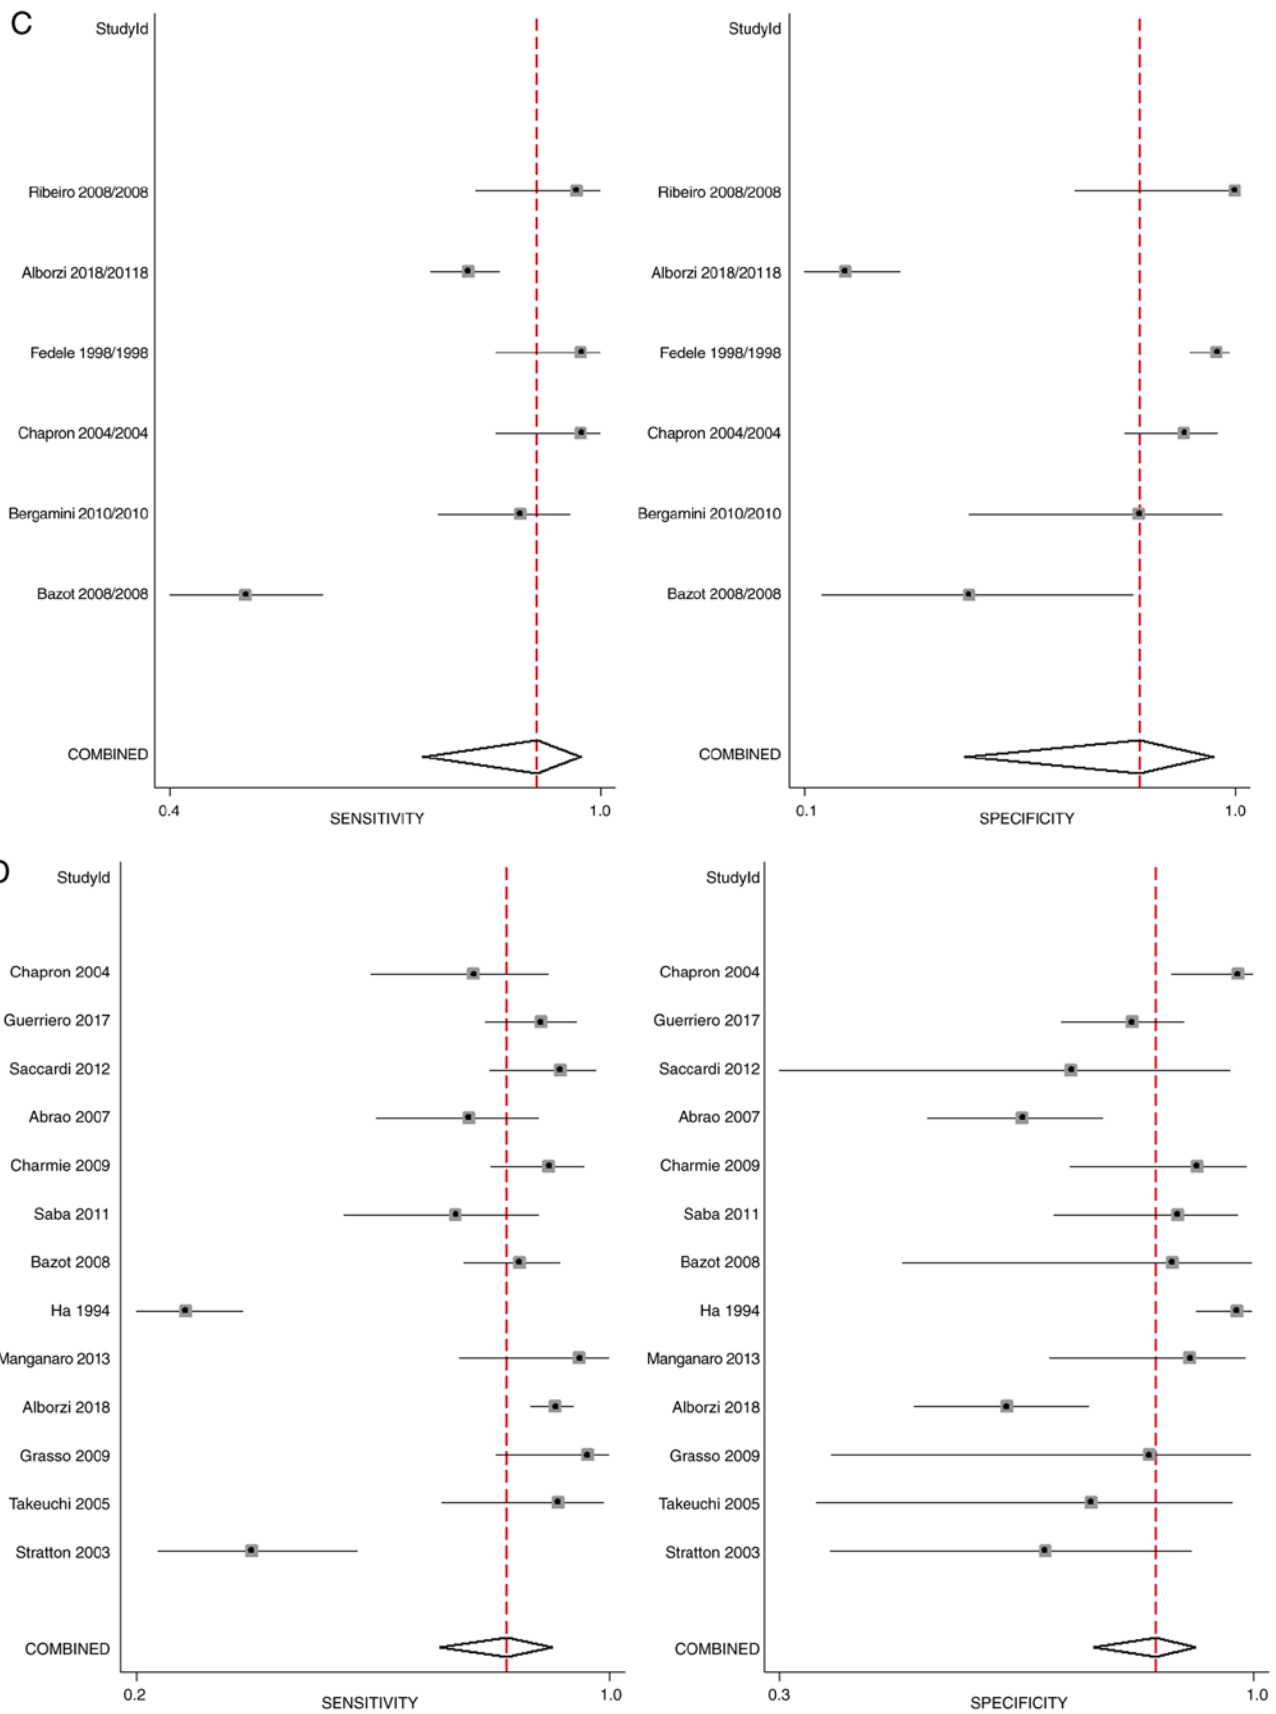 C
StudyId
Ribeiro 2008/2008
Alborzi 2018/20118
Fedele 1998/1998
Chapron 2004/2004
Bergamini 2010/2010
Bazot 2008/2008
COMBINED
0.4 1.0
SENSITIVITY
StudyId
Ribeiro 2008/2008
Alborzi 2018/20118
Fedele 1998/1998
Chapron 2004/2004
Bergamini 2010/2010
Bazot 2008/2008
COMBINED
0.1 1.0
SPECIFICITY
D
StudyId
Chapron 2004
Guerriero 2017
Saccardi 2012
Abrao 2007
Charmie 2009
Saba 2011
Bazot 2008
Ha 1994
Manganaro 2013
Alborzi 2018
Grasso 2009
Takeuchi 2005
Stratton 2003
COMBINED
0.2 1.0
SENSITIVITY
StudyId
Chapron 2004
Guerriero 2017
Saccardi 2012
Abrao 2007
Charmie 2009
Saba 2011
Bazot 2008
Ha 1994
Manganaro 2013
Alborzi 2018
Grasso 2009
Takeuchi 2005
Stratton 2003
COMBINED
0.3 1.0
SPECIFICITY